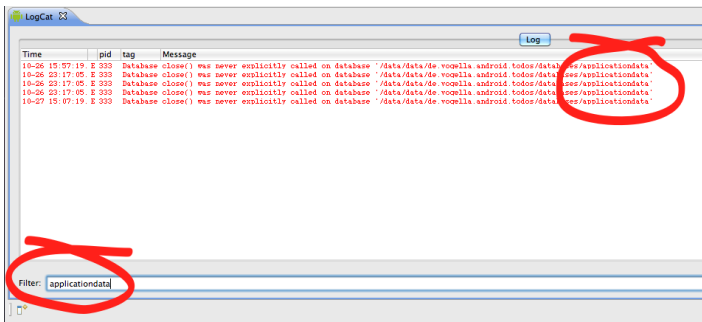 LogCat
Log
Time pid tag Message
10-26 15:57:19. E 333 Database close() was never explicitly called on database '/data/data/de.vogella.android.todos/databases/applicationdata'
10-26 23:17:05. E 333 Database close() was never explicitly called on database '/data/data/de.vogella.android.todos/databases/applicationdata'
10-26 23:17:05. E 333 Database close() was never explicitly called on database '/data/data/de.vogella.android.todos/databases/applicationdata'
10-26 23:17:05. E 333 Database close() was never explicitly called on database '/data/data/de.vogella.android.todos/databases/applicationdata'
10-27 15:07:19. E 333 Database close() was never explicitly called on database '/data/data/de.vogella.android.todos/databases/applicationdata'
Filter: applicationdata